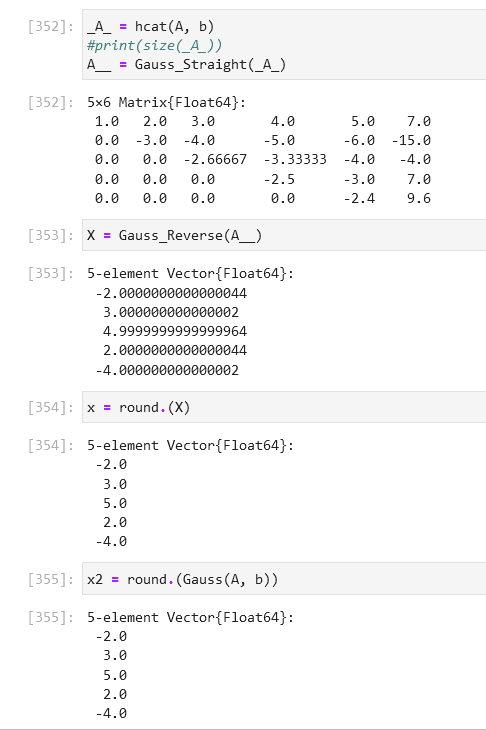 [352]: _A_ = hcat(A, b)
#print(size(_A_))
A__ = Gauss_Straight(_A_)
[352]: 5×6 Matrix{Float64}:
1.0 2.0 3.0 4.0 5.0 7.0
0.0 -3.0 -4.0 -5.0 -6.0 -15.0
0.0 0.0 -2.66667 -3.33333 -4.0 -4.0
0.0 0.0 0.0 -2.5 -3.0 7.0
0.0 0.0 0.0 0.0 -2.4 9.6
[353]: X = Gauss_Reverse(A__)
[353]: 5-element Vector{Float64}:
-2.0000000000000044
3.000000000000002
4.9999999999999964
2.0000000000000044
-4.000000000000002
[354]: x = round.(X)
[354]: 5-element Vector{Float64}:
-2.0
3.0
5.0
2.0
-4.0
[355]: x2 = round.(Gauss(A, b))
[355]: 5-element Vector{Float64}:
-2.0
3.0
5.0
2.0
-4.0